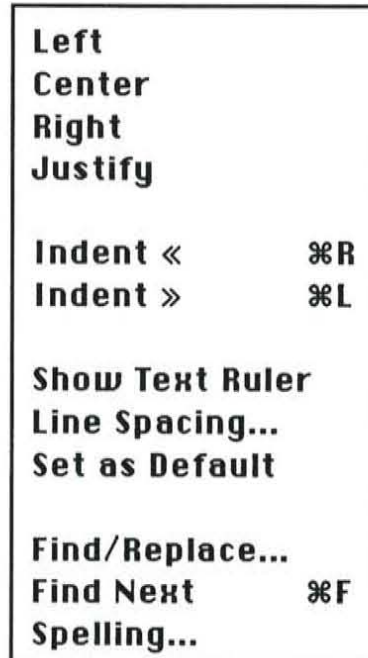 Left
Center
Right
Justify
Indent « ⌘R
Indent » ⌘L
Show Text Ruler
Line Spacing...
Set as Default
Find/Replace...
Find Next ⌘F
Spelling...